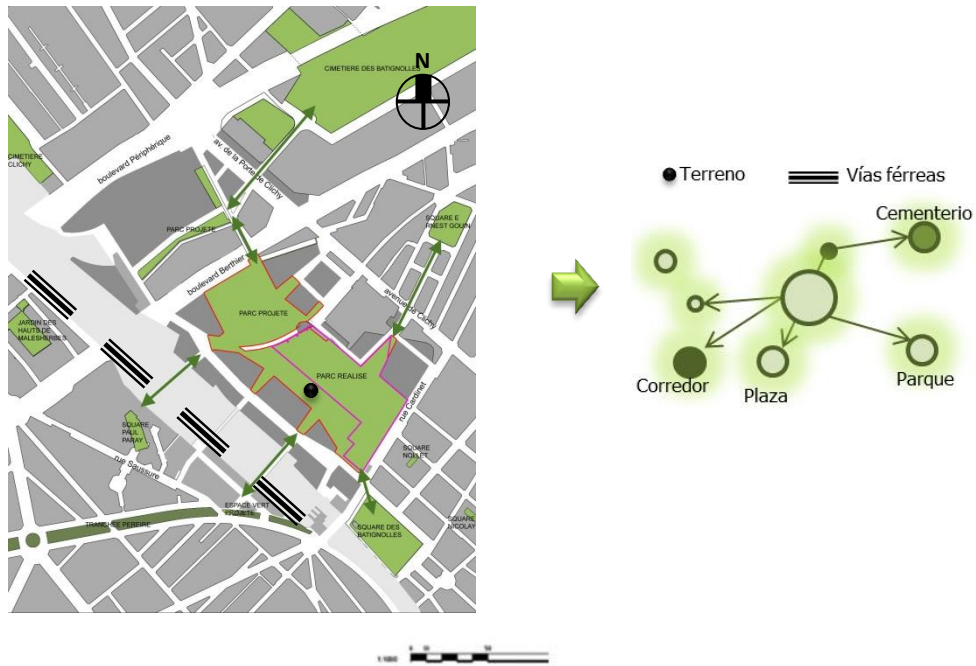 N
CIMETIERE DES BATIGNOLLES
boulevard Périphérique
av. de la Porte de Clichy
CIMETIERE
CLICHY
SQUARE E
RNEST GOUIN
PARC PROJETE
boulevard Berthier
avenue de Clichy
PARC PROJETE
JARDIN DES
HAUTS DE
MALESHERBES
PARC REALISE
rue Cardinet
SQUARE
PAUL
PARAY
rue Saussure
SQUARE
NOLLET
ESPACE VERT
PROJETE
TRANCHEE PEREIRE
SQUARE DES
BATIGNOLLES
SQUARE
NICOLAY
Terreno
Vías férreas
Cementerio
Corredor
Plaza
Parque